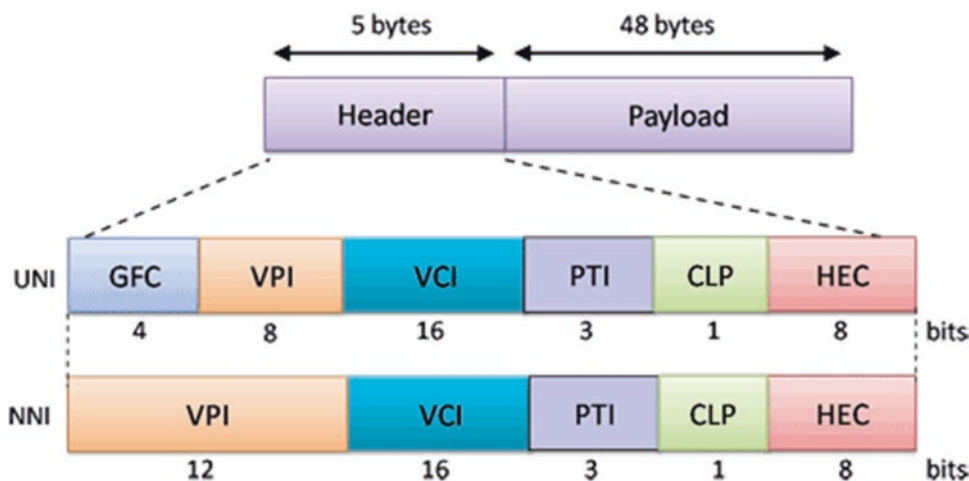 5 bytes 48 bytes
Header Payload
UNI GFC VPI VCI PTI CLP HEC
4 8 16 3 1 8 bits
NNI VPI VCI PTI CLP HEC
12 16 3 1 8 bits